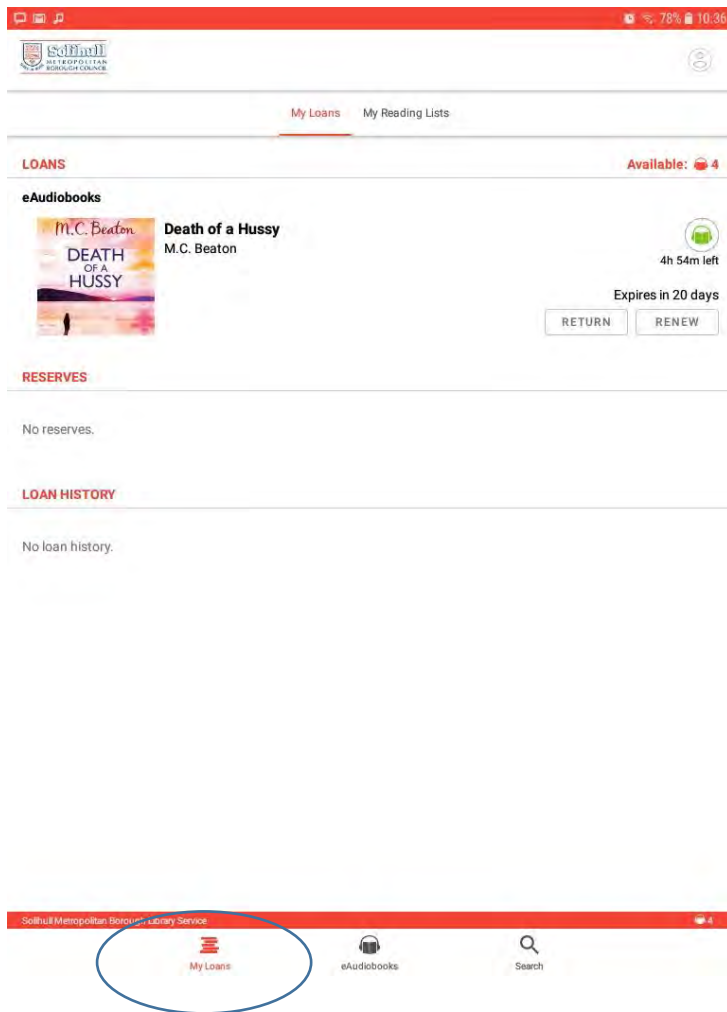 78% 10:36
Solihull
METROPOLITAN
BOROUGH COUNCIL
My Loans My Reading Lists
LOANS Available: 4
eAudiobooks
M.C. Beaton
DEATH
OF A
HUSSY
Death of a Hussy
M.C. Beaton
4h 54m left
Expires in 20 days
RETURN RENEW
RESERVES
No reserves.
LOAN HISTORY
No loan history.
Solihull Metropolitan Borough Library Service 4
My Loans eAudiobooks Search